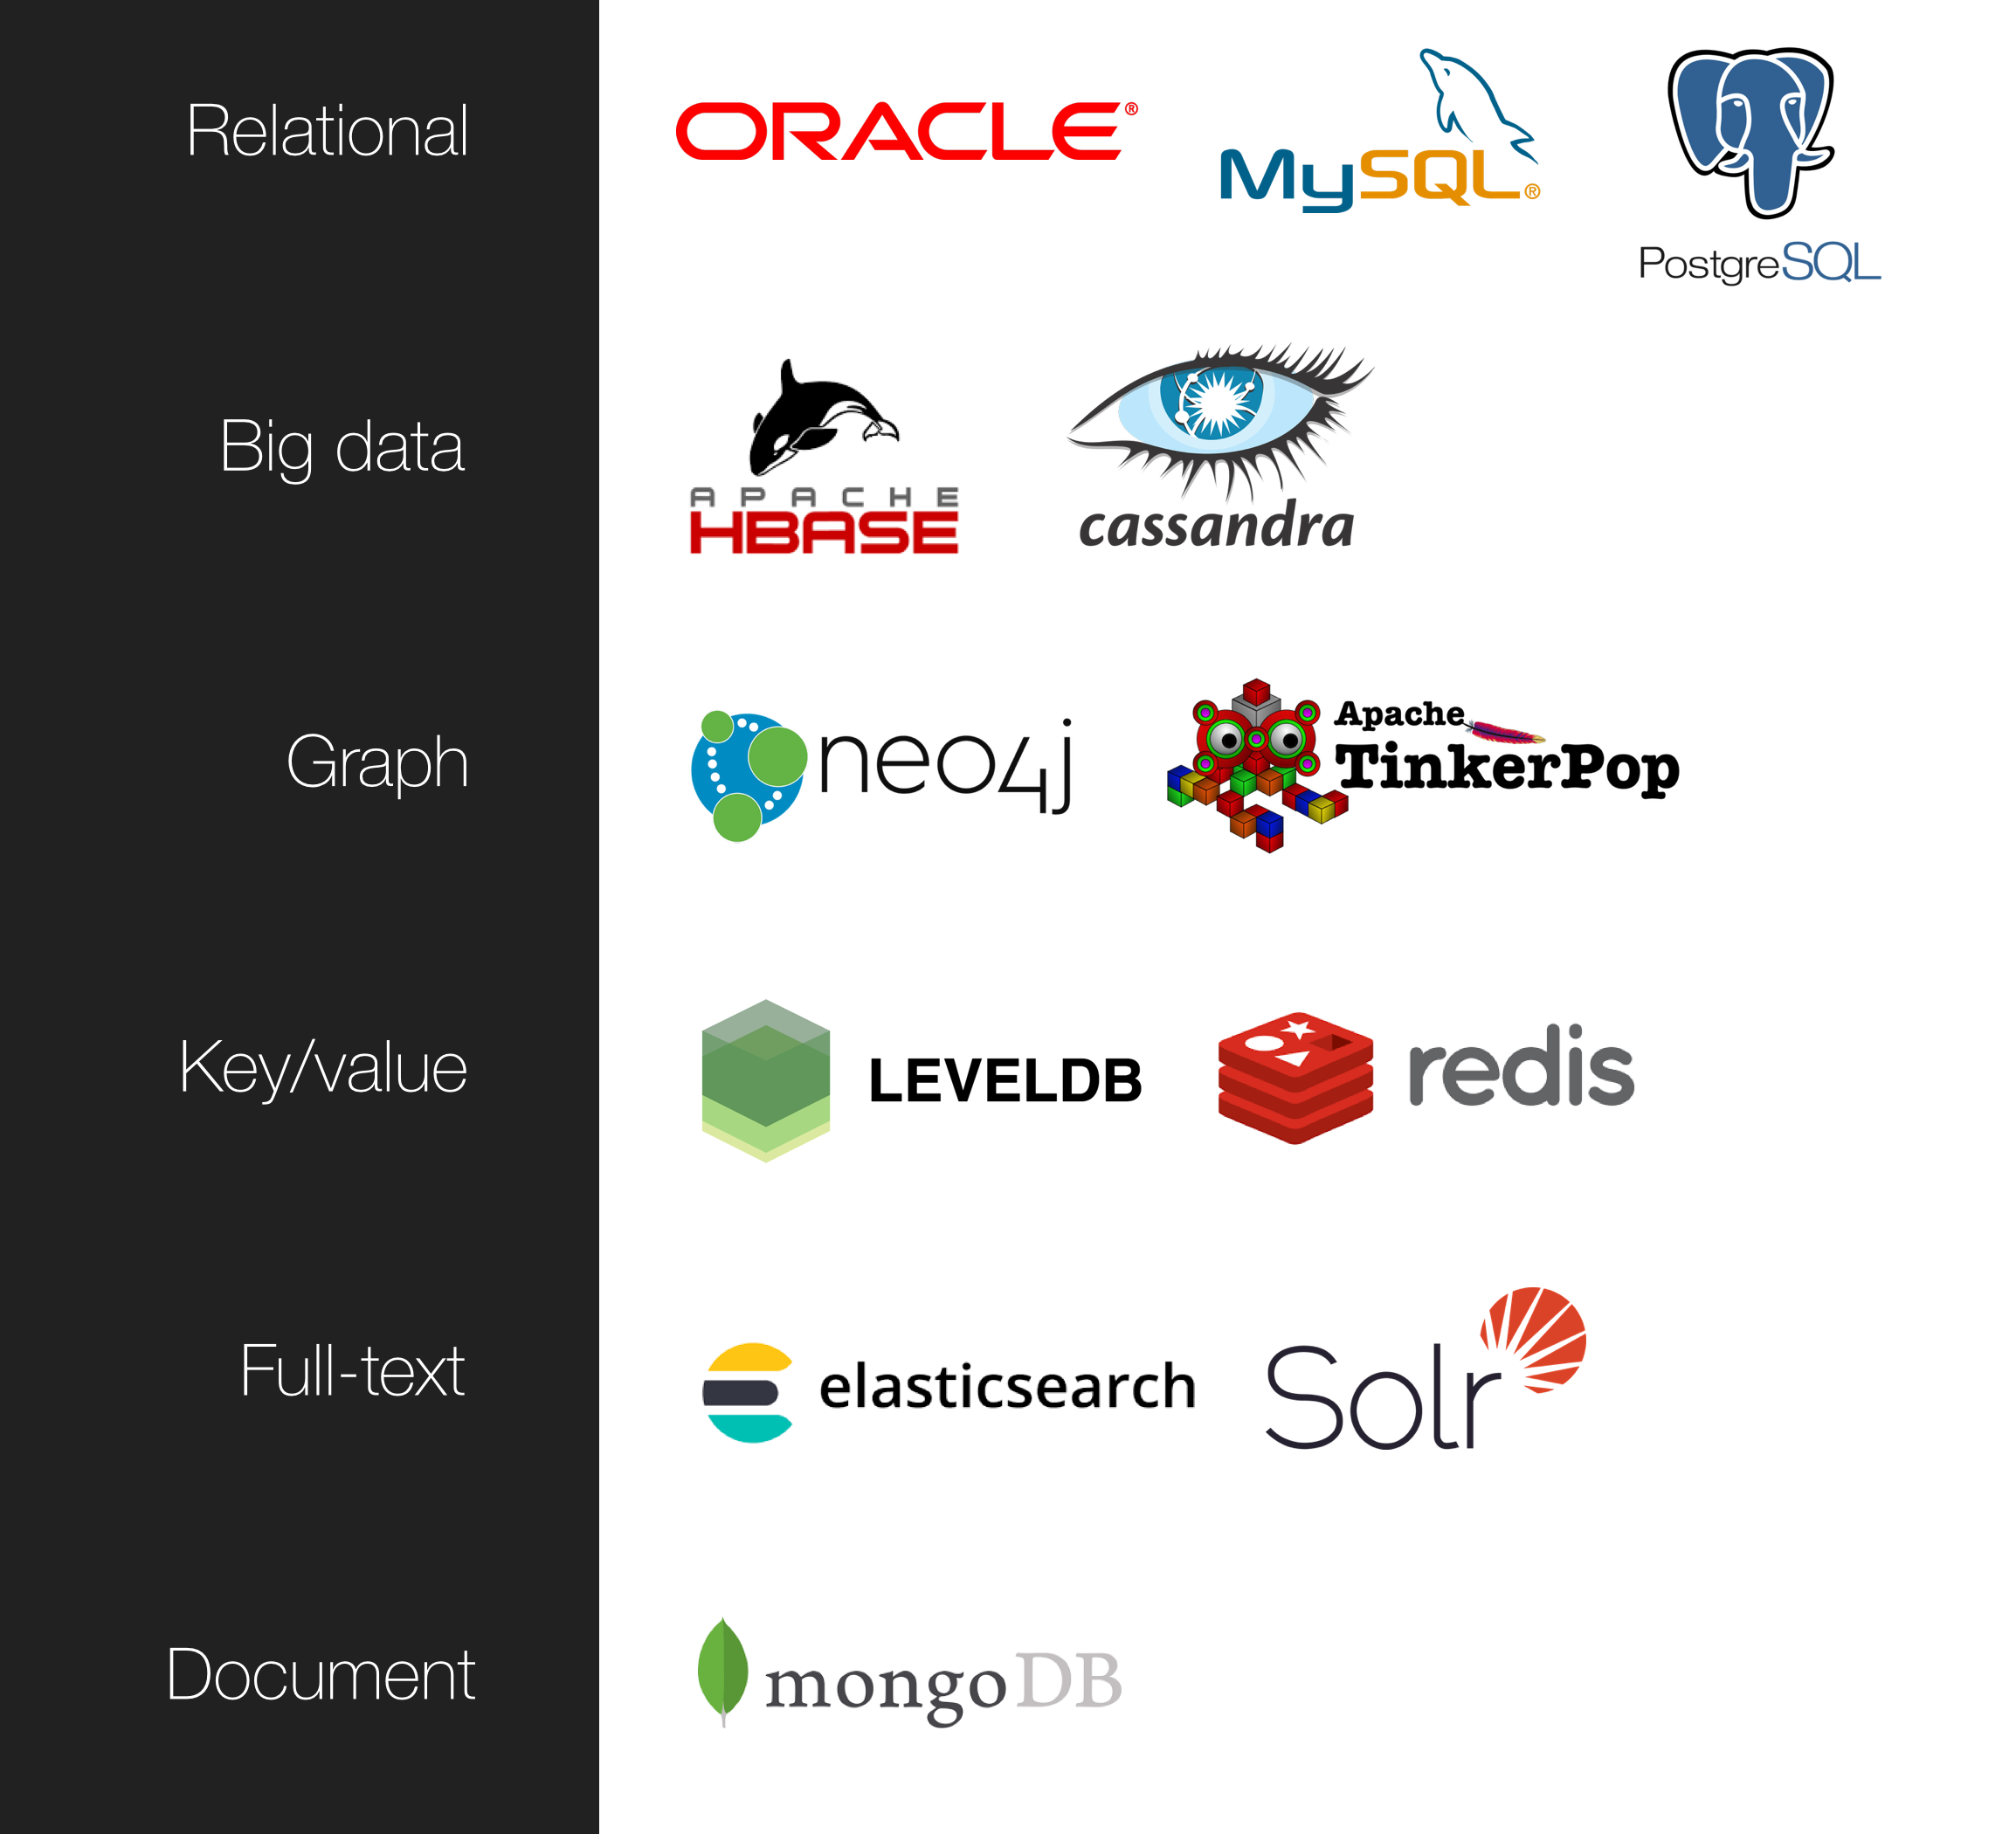 Relational
ORACLE®
MySQL®
PostgreSQL
Big data
APACHE
HBASE
cassandra
Graph
neo4j
Apache
TinkerPop
Key/value
LEVELDB
redis
Full-text
elasticsearch
Solr
Document
mongoDB